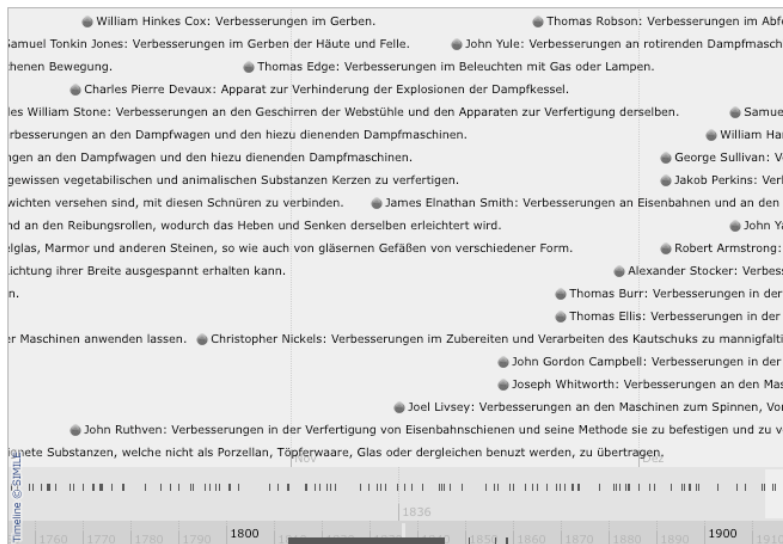 William Hinkes Cox: Verbesserungen im Gerben. Thomas Robson: Verbesserungen im Abf
Samuel Tonkin Jones: Verbesserungen im Gerben der Häute und Felle. John Yule: Verbesserungen an rotirenden Dampfmasch
chenen Bewegung. Thomas Edge: Verbesserungen im Beleuchten mit Gas oder Lampen.
Charles Pierre Devaux: Apparat zur Verhinderung der Explosionen der Dampfkessel.
les William Stone: Verbesserungen an den Geschirren der Webstühle und den Apparaten zur Verfertigung derselben. Samue
rbesserungen an den Dampfwagen und den hiezu dienenden Dampfmaschinen. William Ha
ngen an den Dampfwagen und den hiezu dienenden Dampfmaschinen. George Sullivan: V
gewissen vegetabilischen und animalischen Substanzen Kerzen zu verfertigen. Jakob Perkins: Ver
wichten versehen sind, mit diesen Schnüren zu verbinden. James Elnathan Smith: Verbesserungen an Eisenbahnen und an den
nd an den Reibungsrollen, wodurch das Heben und Senken derselben erleichtert wird. John Ya
elglas, Marmor und anderen Steinen, so wie auch von gläsernen Gefäßen von verschiedener Form. Robert Armstrong:
ichtung ihrer Breite ausgespannt erhalten kann. Alexander Stocker: Verbes
n. Thomas Burr: Verbesserungen in der
Thomas Ellis: Verbesserungen in der
er Maschinen anwenden lassen. Christopher Nickels: Verbesserungen im Zubereiten und Verarbeiten des Kautschuks zu mannigfalti
John Gordon Campbell: Verbesserungen in der
Joseph Whitworth: Verbesserungen an den Mas
Joel Livsey: Verbesserungen an den Maschinen zum Spinnen, Vor
John Ruthven: Verbesserungen in der Verfertigung von Eisenbahnschienen und seine Methode sie zu befestigen und zu v
ignete Substanzen, welche nicht als Porzellan, Töpferwaare, Glas oder dergleichen benutzt werden, zu übertragen.
Nov Dez
Timeline © SIMILE
1836
1760 1770 1780 1790 1800 1850 1860 1870 1880 1890 1900 1910